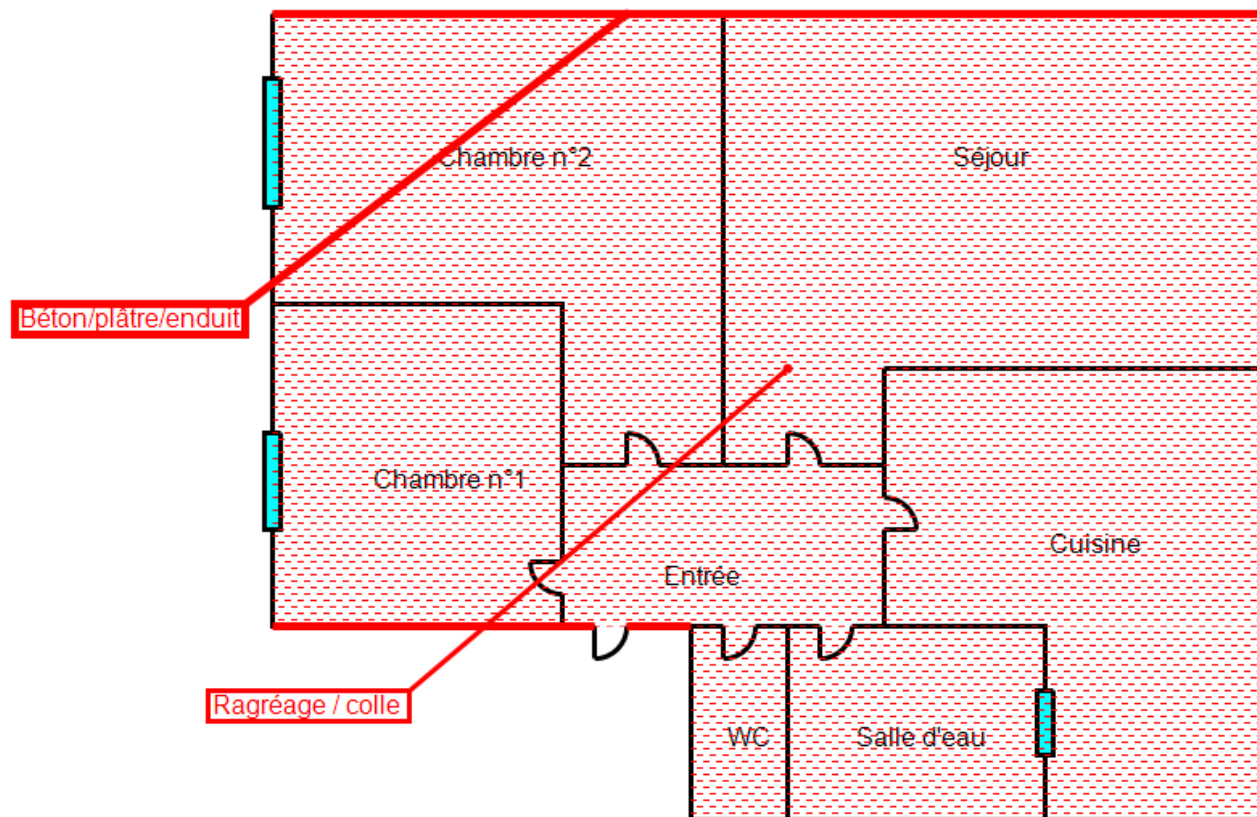 Chambre n°2
Séjour
Béton/plâtre/enduit
Chambre n°1
Cuisine
Entrée
Ragréage / colle
WC
Salle d'eau